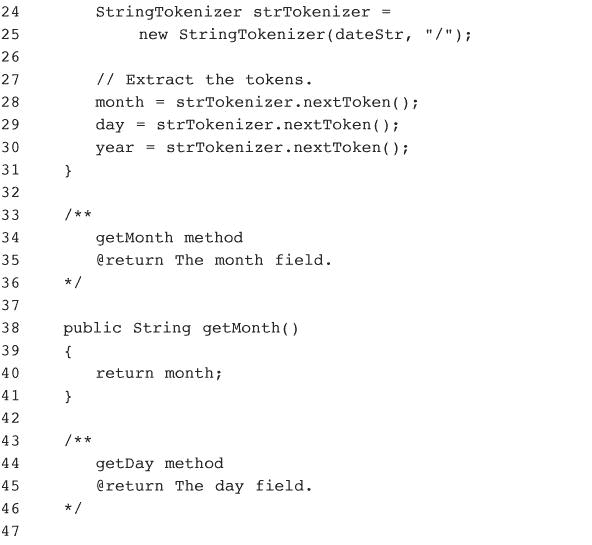 24        StringTokenizer strTokenizer =
25            new StringTokenizer(dateStr, "/");
26
27        // Extract the tokens.
28        month = strTokenizer.nextToken();
29        day = strTokenizer.nextToken();
30        year = strTokenizer.nextToken();
31     }
32
33     /**
34        getMonth method
35        @return The month field.
36     */
37
38     public String getMonth()
39     {
40        return month;
41     }
42
43     /**
44        getDay method
45        @return The day field.
46     */
47